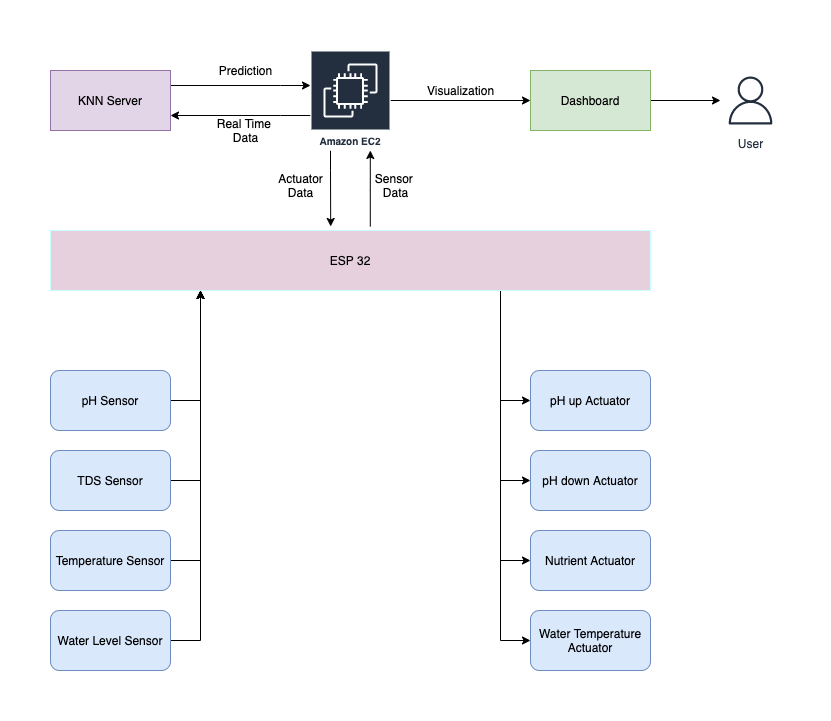 Prediction
KNN Server
Visualization
Dashboard
Real Time
Data
Amazon EC2
User
Actuator
Data
Sensor
Data
ESP 32
pH Sensor
pH up Actuator
TDS Sensor
pH down Actuator
Temperature Sensor
Nutrient Actuator
Water Level Sensor
Water Temperature
Actuator